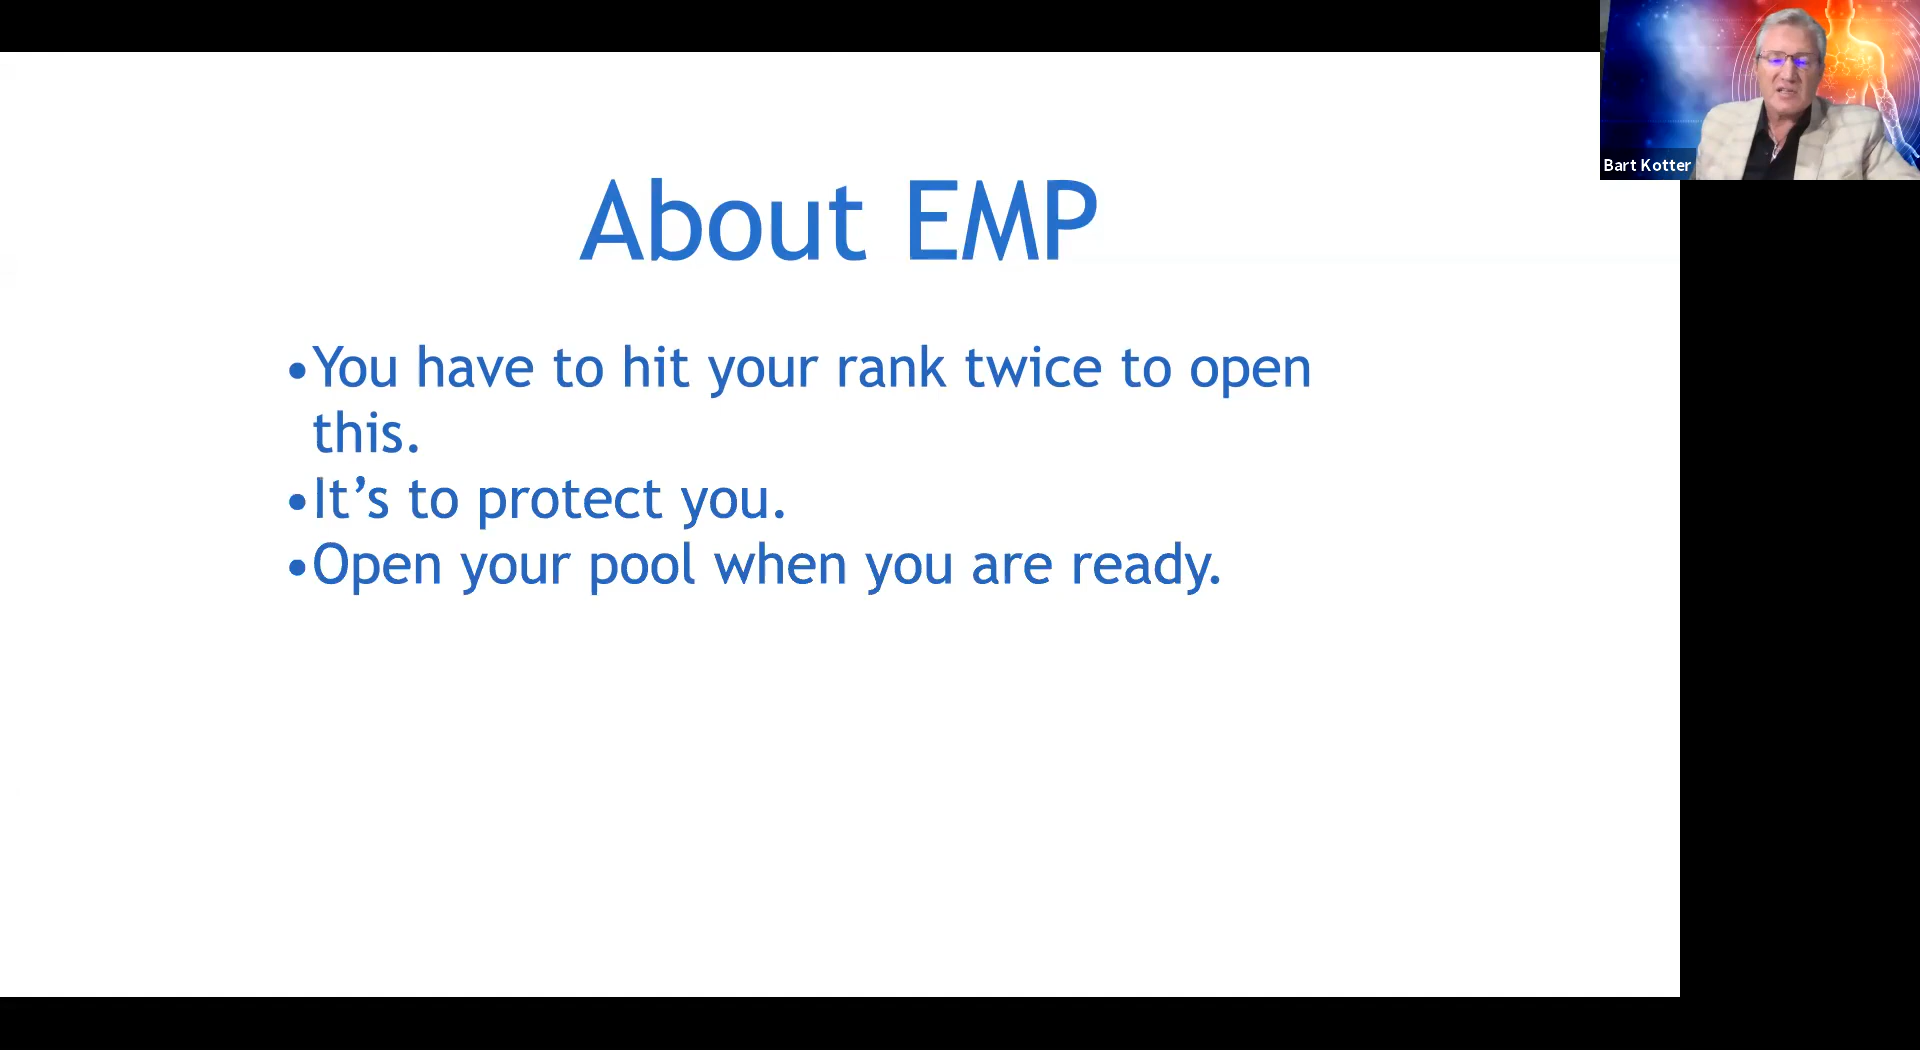 About EMP
•You have to hit your rank twice to open
this.
•It’s to protect you.
•Open your pool when you are ready.
Bart Kotter